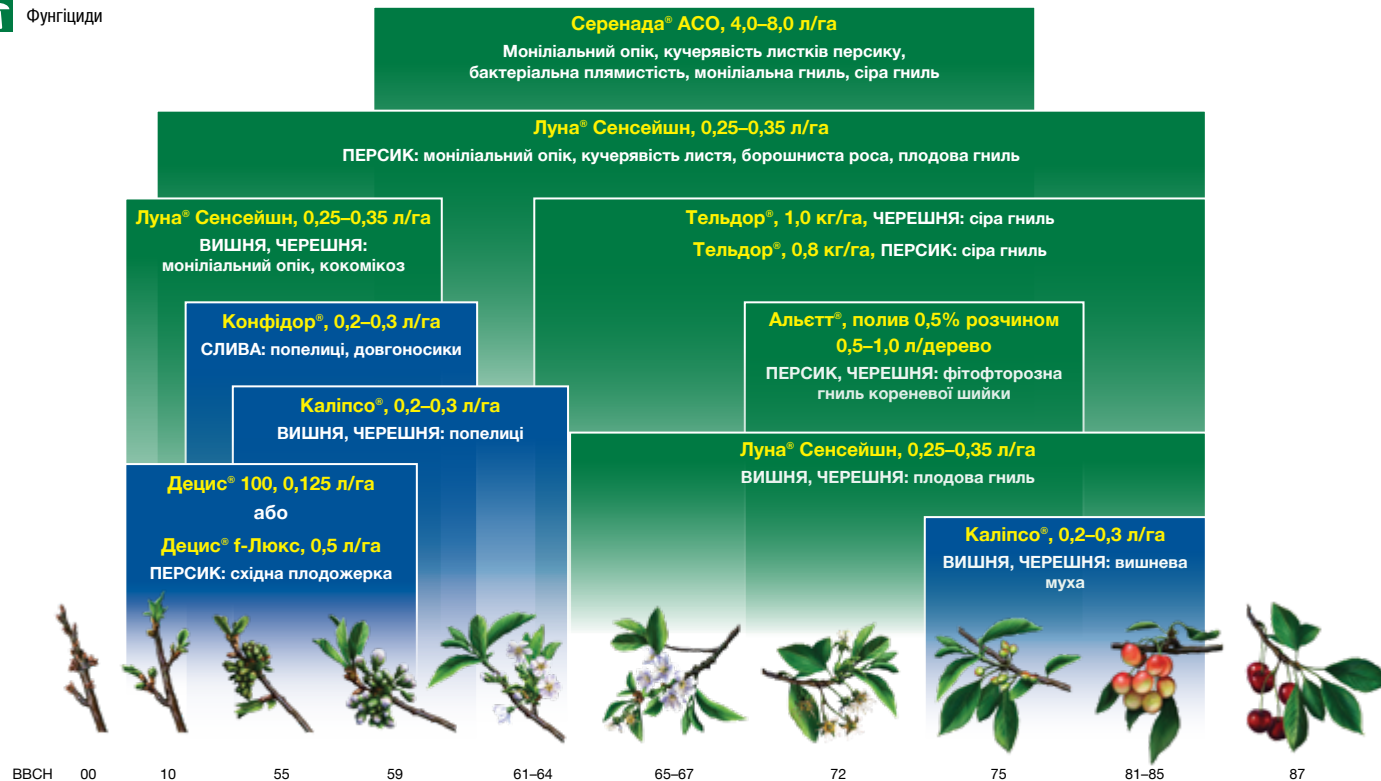 Фунгіциди
Серенада® АСО, 4,0–8,0 л/га
Моніліальний опік, кучерявість листків персику,
бактеріальна плямистість, моніліальна гниль, сіра гниль
Луна® Сенсейшн, 0,25–0,35 л/га
ПЕРСИК: моніліальний опік, кучерявість листя, борошниста роса, плодова гниль
Луна® Сенсейшн, 0,25–0,35 л/га
ВИШНЯ, ЧЕРЕШНЯ:
моніліальний опік, кокомікоз
Тельдор®, 1,0 кг/га, ЧЕРЕШНЯ: сіра гниль
Тельдор®, 0,8 кг/га, ПЕРСИК: сіра гниль
Конфідор®, 0,2–0,3 л/га
СЛИВА: попелиці, довгоносики
Альєтт®, полив 0,5% розчином
0,5–1,0 л/дерево
ПЕРСИК, ЧЕРЕШНЯ: фітофторозна
гниль кореневої шийки
Каліпсо®, 0,2–0,3 л/га
ВИШНЯ, ЧЕРЕШНЯ: попелиці
Луна® Сенсейшн, 0,25–0,35 л/га
ВИШНЯ, ЧЕРЕШНЯ: плодова гниль
Децис® 100, 0,125 л/га
або
Децис® f-Люкс, 0,5 л/га
ПЕРСИК: східна плодожерка
Каліпсо®, 0,2–0,3 л/га
ВИШНЯ, ЧЕРЕШНЯ: вишнева
муха
BBCH 00 10 55 59 61–64 65–67 72 75 81–85 87